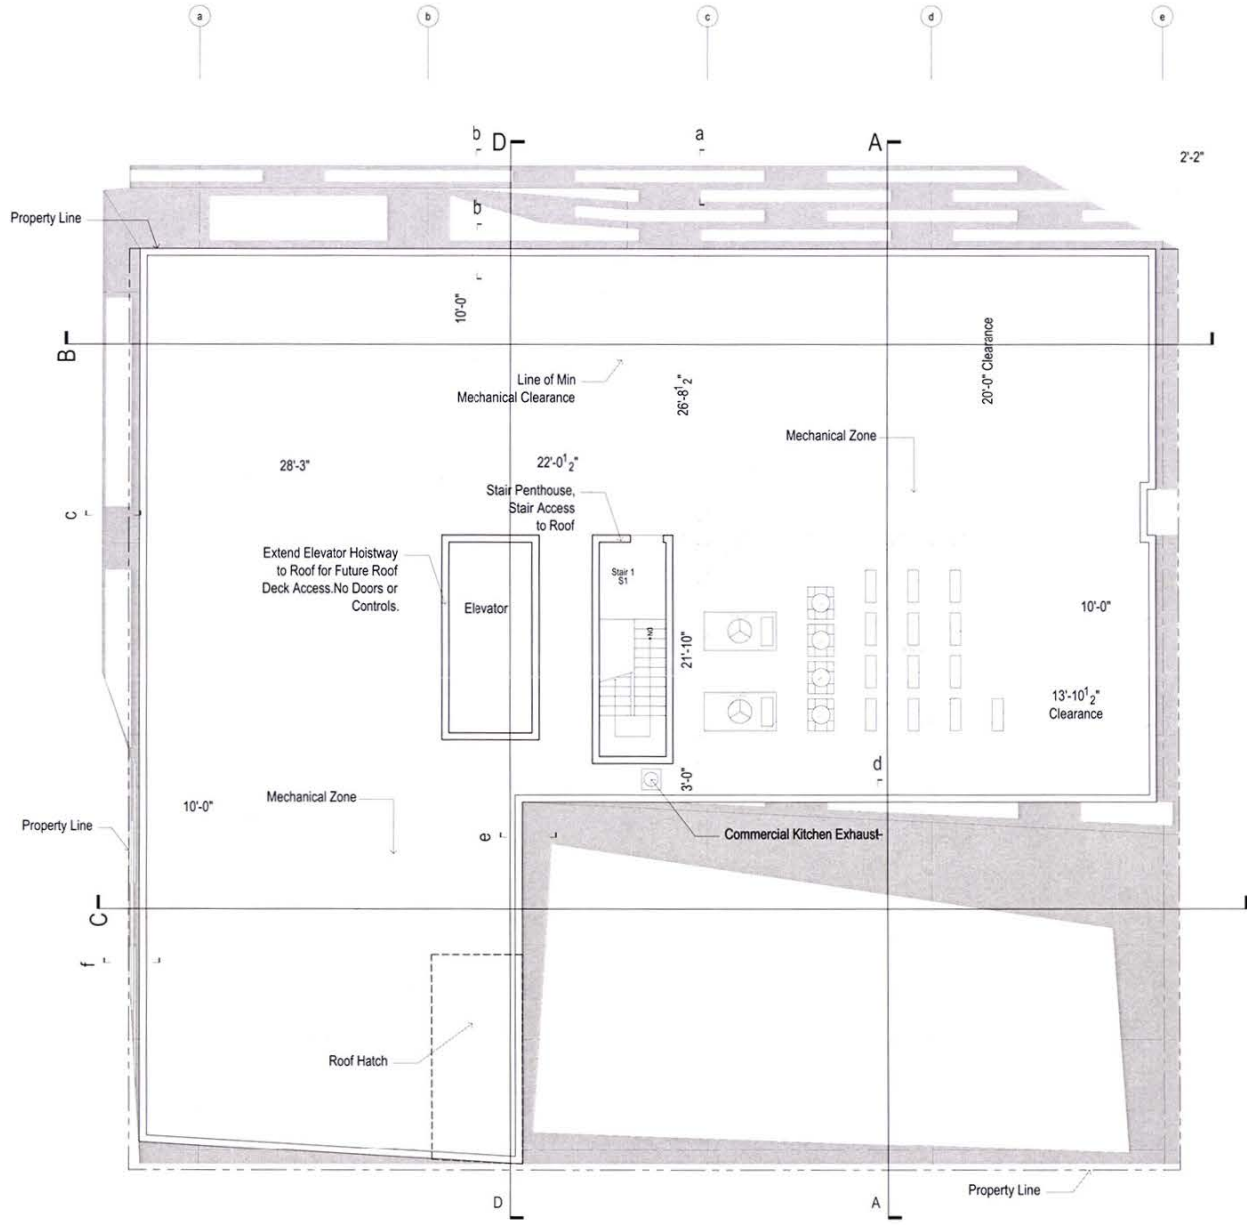 a b c d e
b D a A
2'-2"
Property Line
b
10'-0"
B
20'-0" Clearance
Line of Min
Mechanical Clearance
26'-8 1/2"
Mechanical Zone
28'-3"
22'-0 1/2"
Stair Penthouse,
Stair Access
to Roof
c
Extend Elevator Hoistway
to Roof for Future Roof
Deck Access.No Doors or
Controls.
Elevator
Stair 1
S1
DN
21'-10"
10'-0"
13'-10 1/2"
Clearance
d
3'-0"
10'-0"
Mechanical Zone
Property Line
e
Commercial Kitchen Exhaust
C
f
Roof Hatch
Property Line
D A